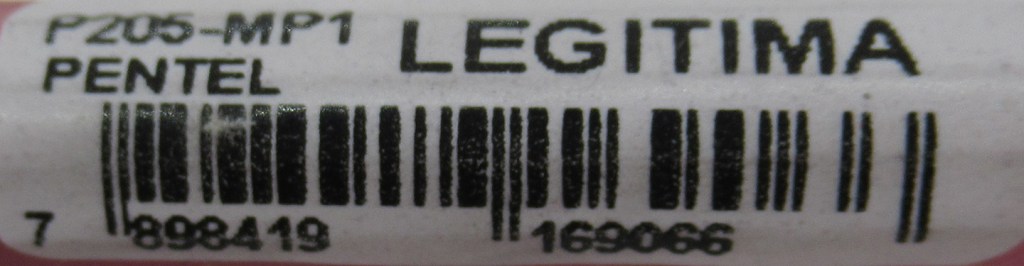 P205-MP1
LEGITIMA
PENTEL
7 898419 169066